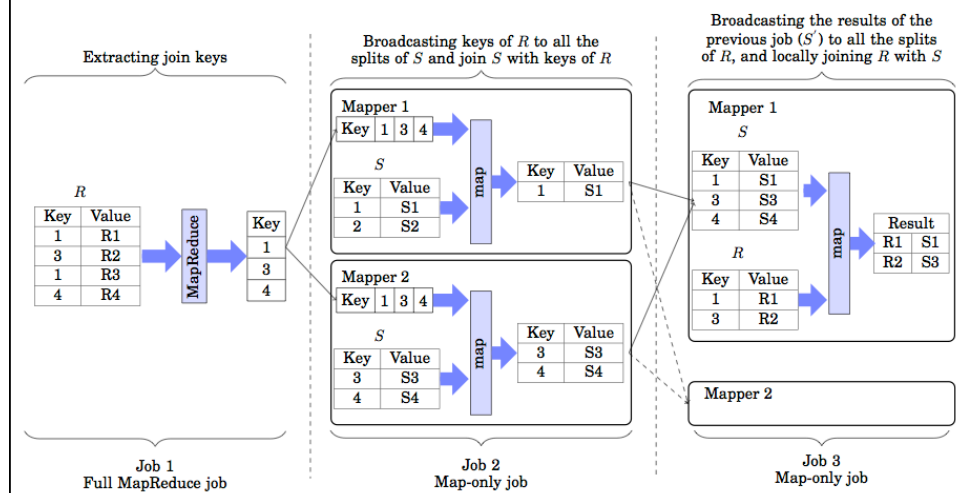 Extracting join keys
R
Key Value
1 R1
3 R2
1 R3
4 R4
MapReduce
Key
1
3
4
Job 1
Full MapReduce job
Broadcasting keys of R to all the
splits of S and join S with keys of R
Mapper 1
Key 1 3 4
S
Key Value
1 S1
2 S2
map
Key Value
1 S1
Mapper 2
Key 1 3 4
S
Key Value
3 S3
4 S4
map
Key Value
3 S3
4 S4
Job 2
Map-only job
Broadcasting the results of the
previous job (S′) to all the splits
of R, and locally joining R with S
Mapper 1
S
Key Value
1 S1
3 S3
4 S4
R
Key Value
1 R1
3 R2
map
Result
R1 S1
R2 S3
Mapper 2
Job 3
Map-only job